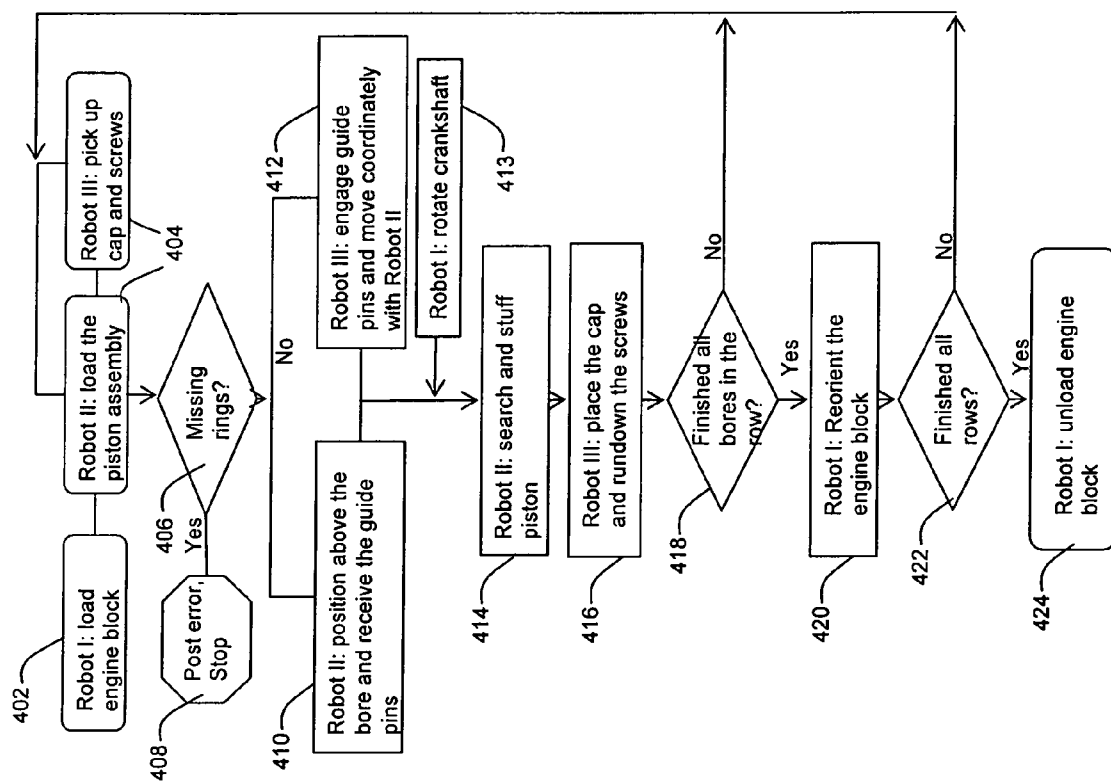 402
Robot I: load
engine block
Robot II: load the
piston assembly
Robot III: pick up
cap and screws
404
406
Missing
rings?
Yes
No
408
Post error,
Stop
410
Robot II: position above the
bore and receive the guide
pins
412
Robot III: engage guide
pins and move coordinately
with Robot II
Robot I: rotate crankshaft
413
414
Robot II: search and stuff
piston
416
Robot III: place the cap
and rundown the screws
418
Finished all
bores in the
row?
No
Yes
420
Robot I: Reorient the
engine block
422
Finished all
rows?
No
Yes
424
Robot I: unload engine
block